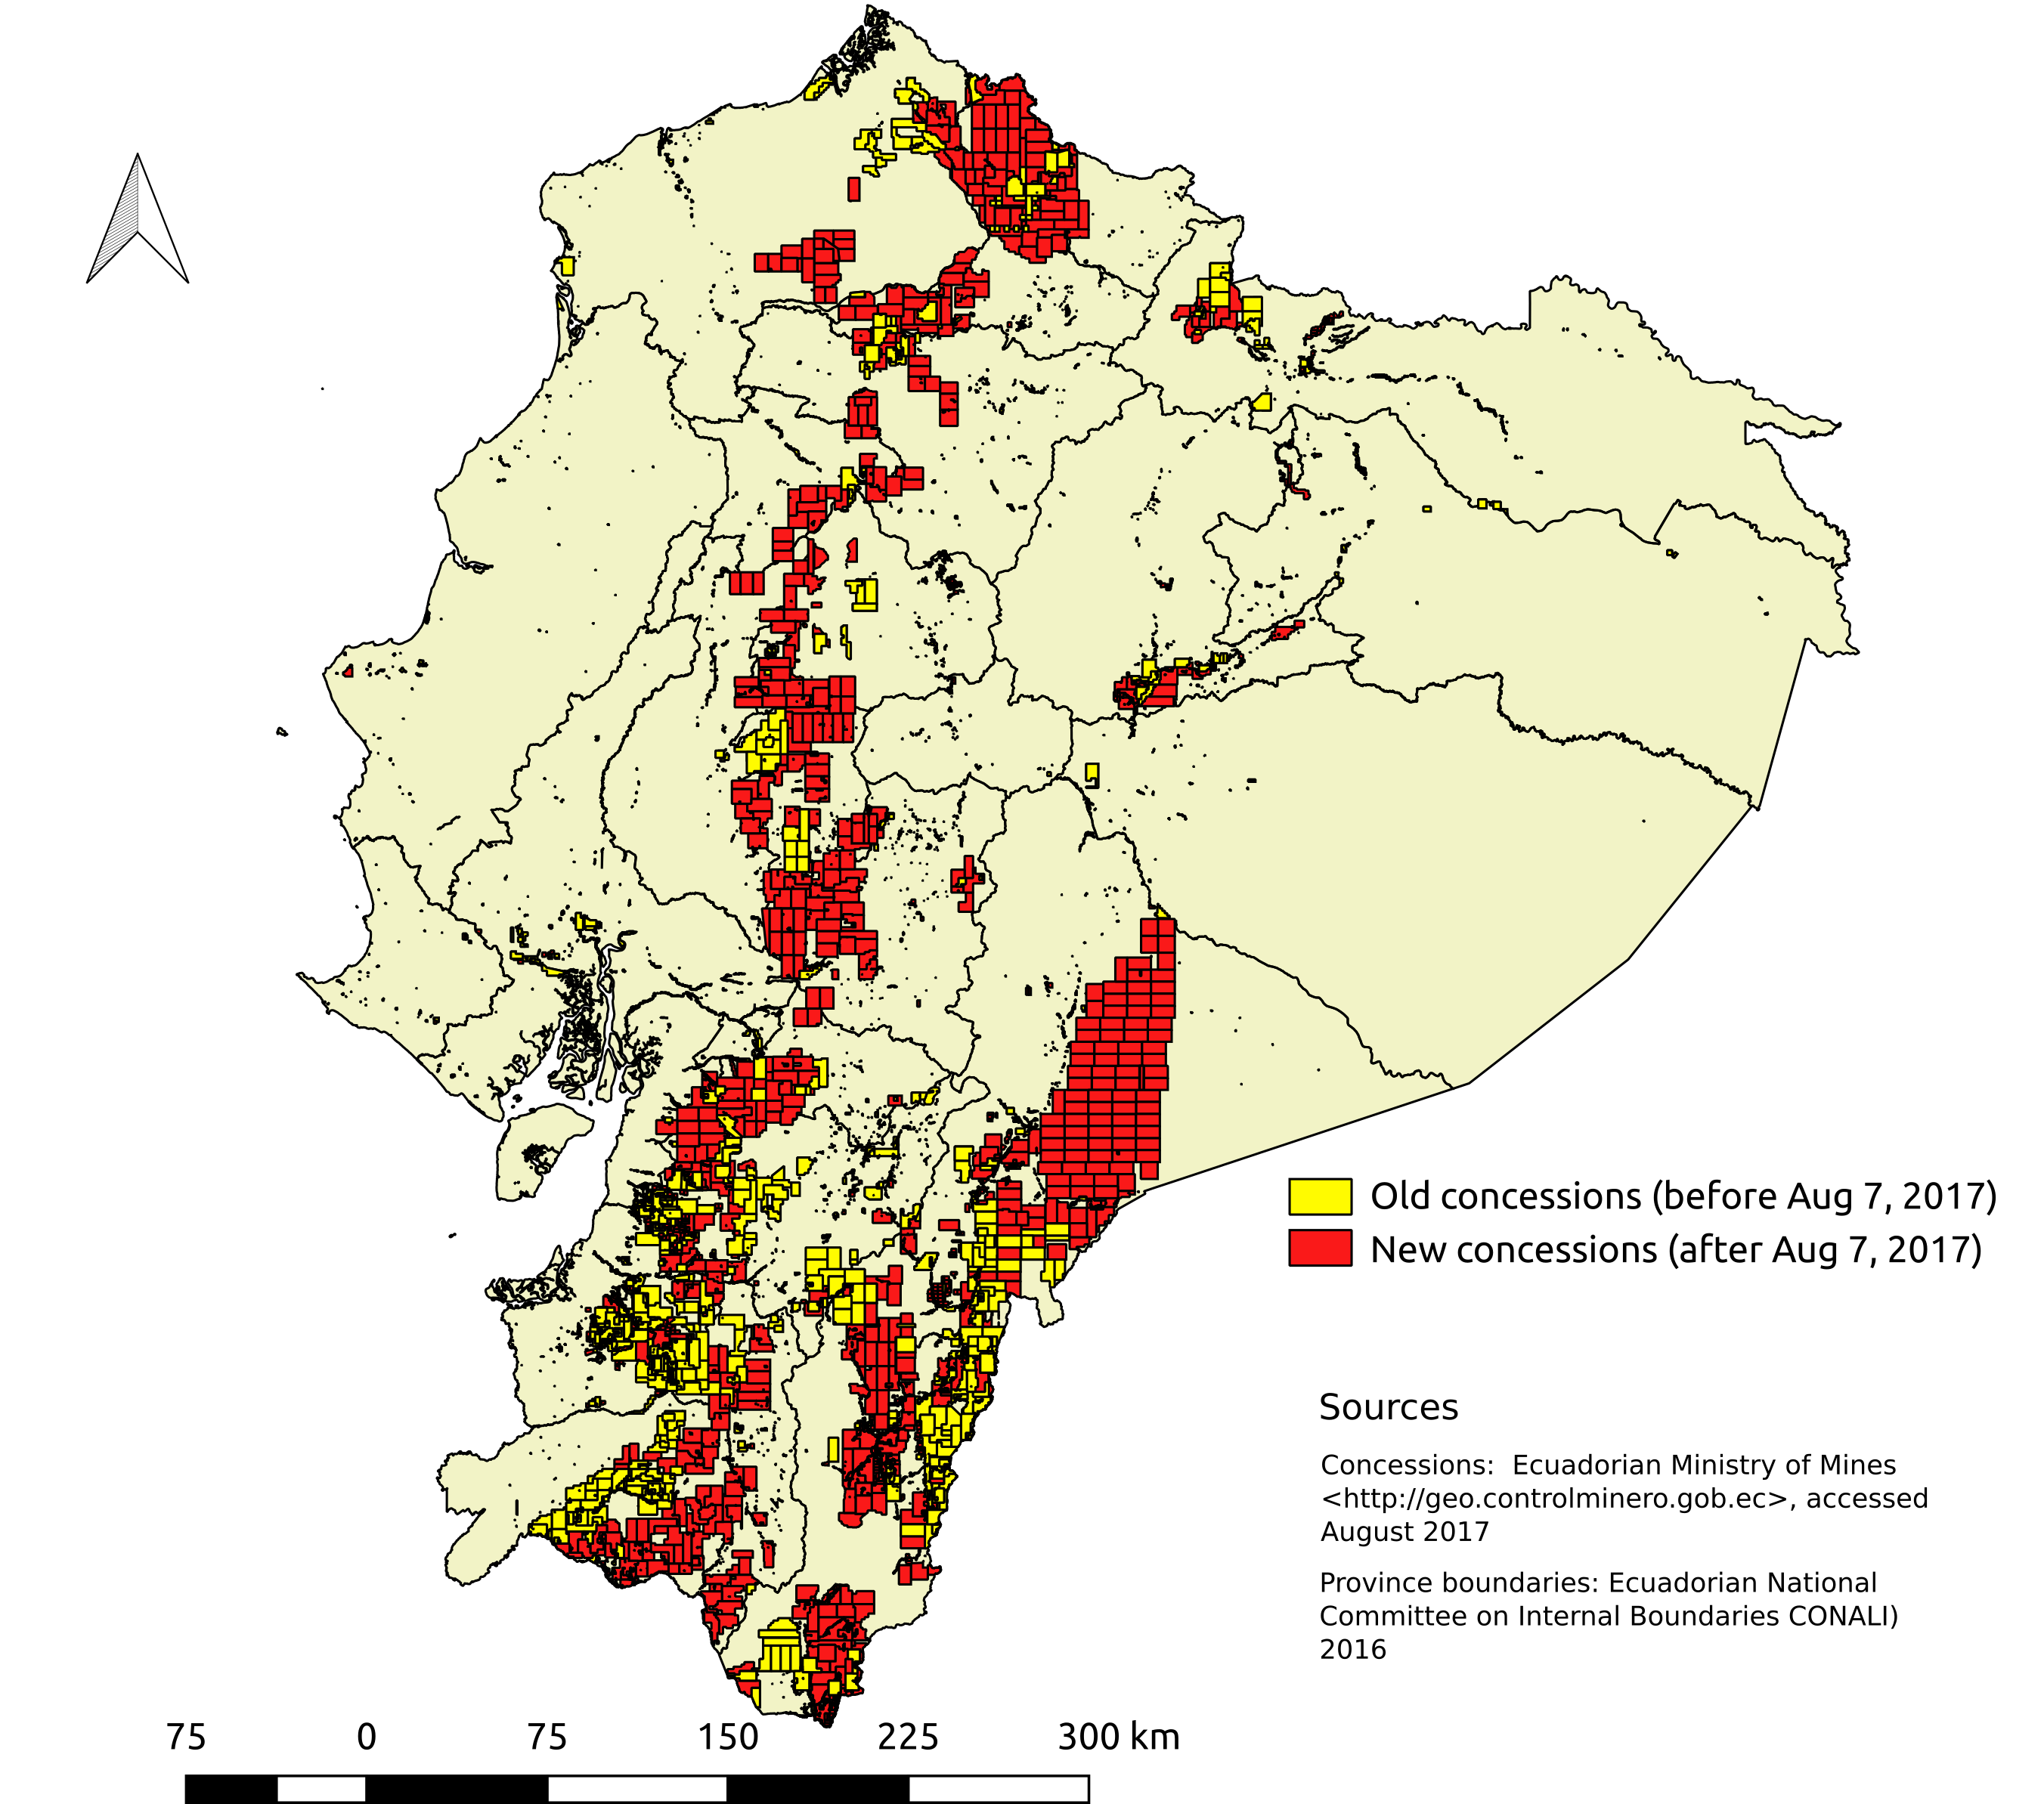 Old concessions (before Aug 7, 2017)
New concessions (after Aug 7, 2017)
Sources
Concessions:  Ecuadorian Ministry of Mines
<http://geo.controlminero.gob.ec>, accessed
August 2017
Province boundaries: Ecuadorian National
Committee on Internal Boundaries CONALI)
2016
75 0 75 150 225 300 km